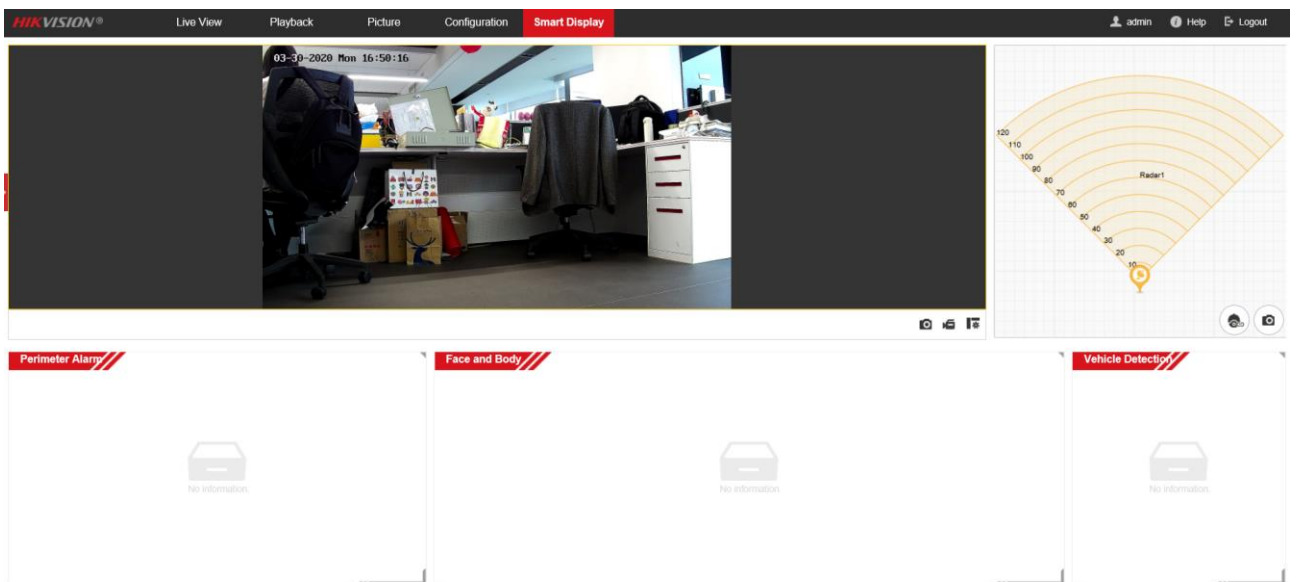 HIKVISION®
Live View
Playback
Picture
Configuration
Smart Display
admin
Help
Logout
03-30-2020 Mon 16:50:16
120
110
100
90
80
70
60
50
40
30
20
10
Radar1
Perimeter Alarm
Face and Body
Vehicle Detection
No information.
No information.
No information.